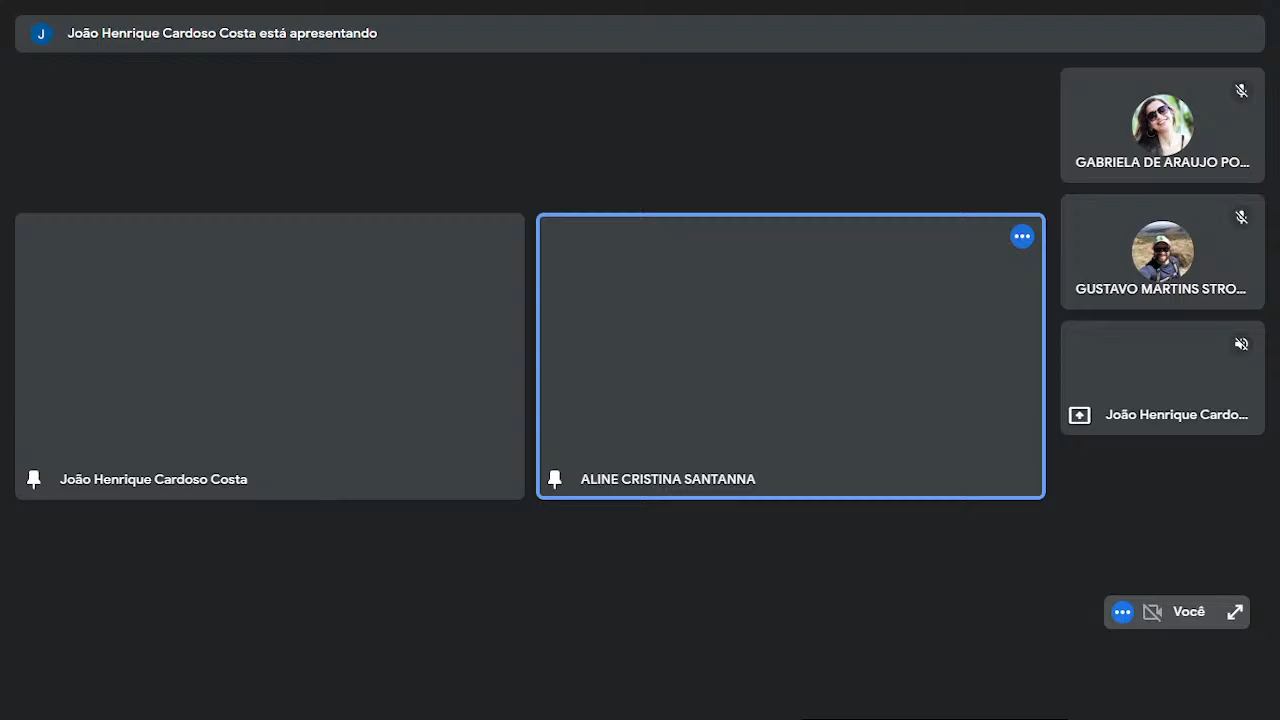 J João Henrique Cardoso Costa está apresentando
GABRIELA DE ARAUJO PO...
GUSTAVO MARTINS STRO...
João Henrique Cardo...
João Henrique Cardoso Costa
ALINE CRISTINA SANTANNA
Você